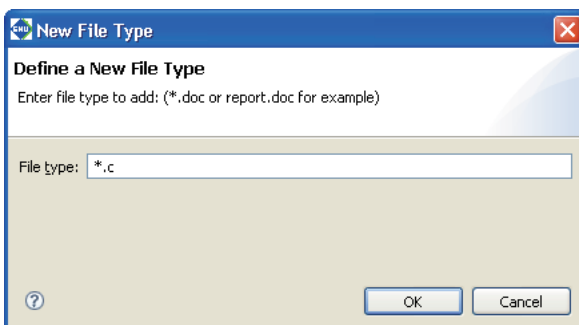 GNU New File Type
Define a New File Type
Enter file type to add: (*.doc or report.doc for example)
File type: *.c
OK Cancel